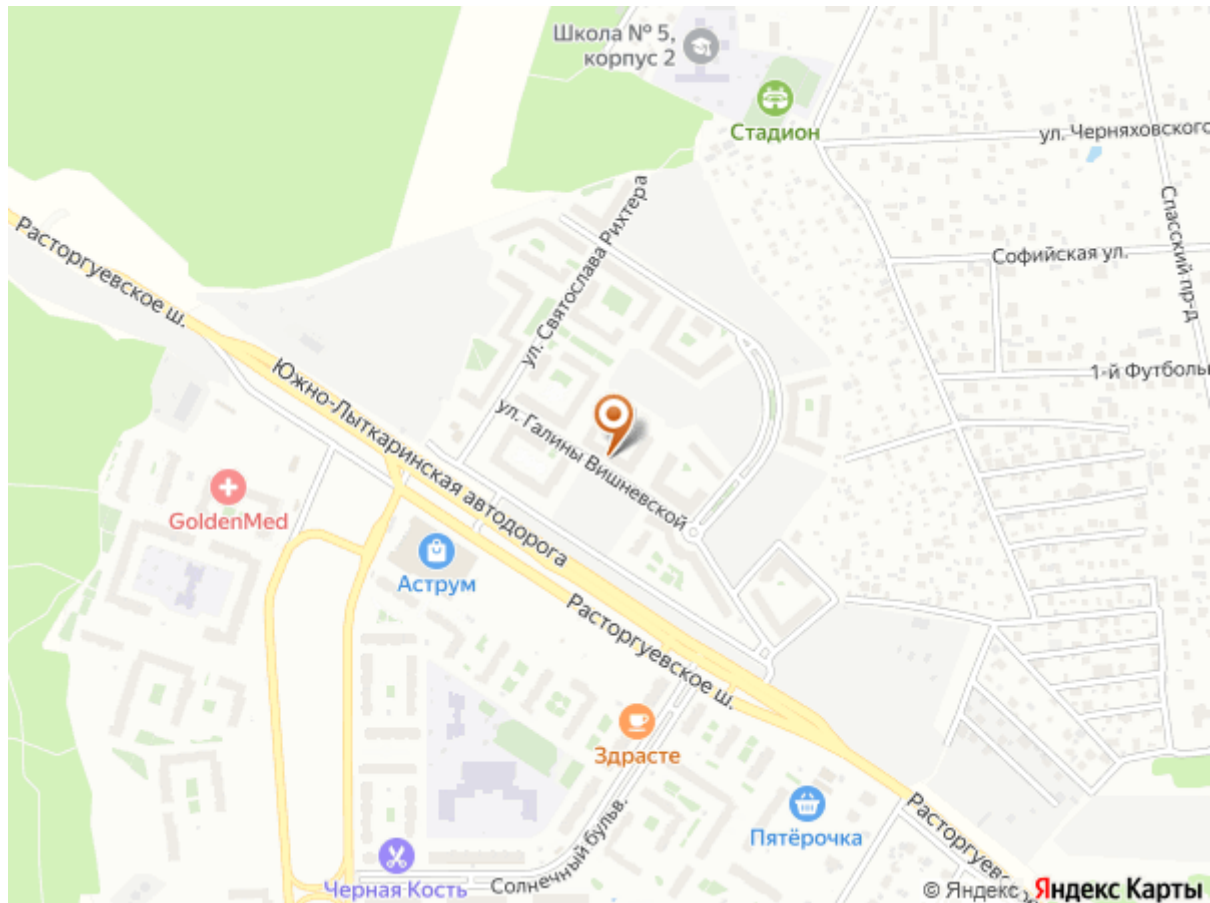 Школа № 5,
корпус 2
Стадион
ул. Черняховского
Спасский пр-д
Софийская ул.
1-й Футболь
Расторгуевское ш.
ул. Святослава Рихтера
Южно-Лыткаринская автодорога
ул. Галины Вишневской
GoldenMed
Аструм
Расторгуевское ш.
Здрасте
Пятёрочка
Солнечный бульв.
Черная Кость
Расторгуевское
© Яндекс Яндекс Карты